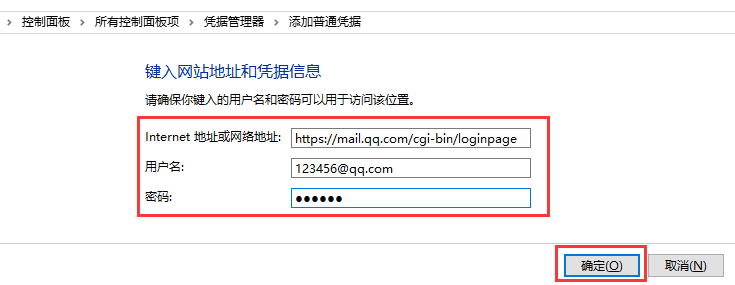 控制面板 > 所有控制面板项 > 凭据管理器 > 添加普通凭据
键入网站地址和凭据信息
请确保你键入的用户名和密码可以用于访问该位置。
Internet 地址或网络地址: https://mail.qq.com/cgi-bin/loginpage
用户名: 123456@qq.com
密码: ●●●●●●
确定(O) 取消(N)